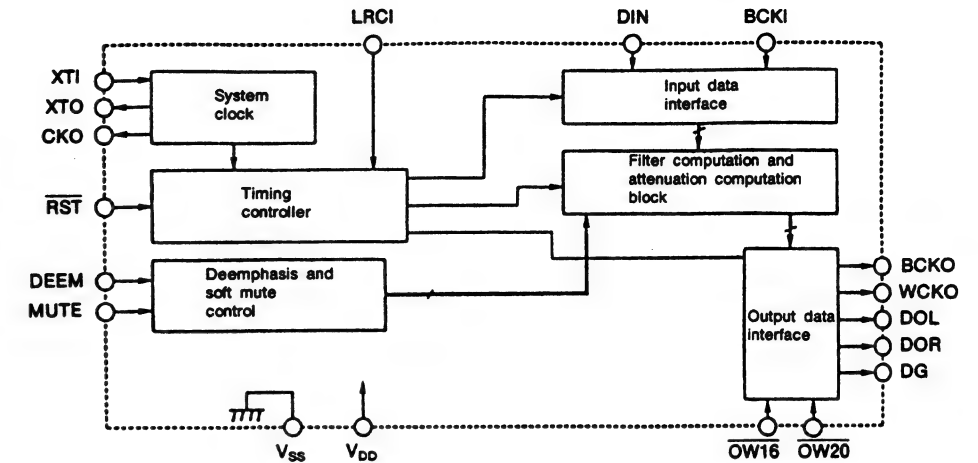 LRCI
DIN
BCKI
XTI
XTO
CKO
System
clock
Input data
interface
RST
Timing
controller
Filter computation and
attenuation computation
block
DEEM
MUTE
Deemphasis and
soft mute
control
Output data
interface
BCKO
WCKO
DOL
DOR
DG
VSS
VDD
OW16
OW20